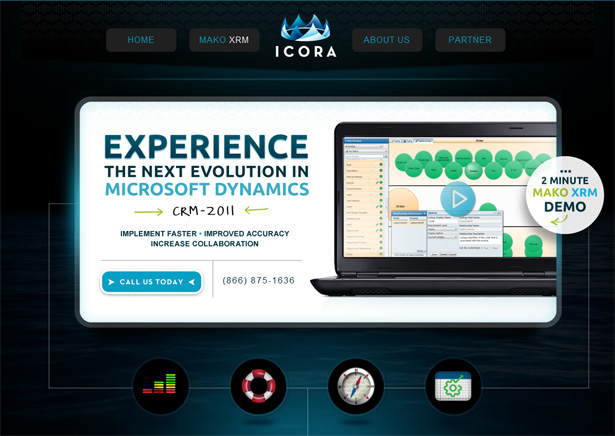 HOME
MAKO XRM
ICORA
ABOUT US
PARTNER
EXPERIENCE
THE NEXT EVOLUTION IN
MICROSOFT DYNAMICS
CRM-2011
IMPLEMENT FASTER • IMPROVED ACCURACY
INCREASE COLLABORATION
CALL US TODAY
(866) 875-1636
2 MINUTE
MAKO XRM
DEMO